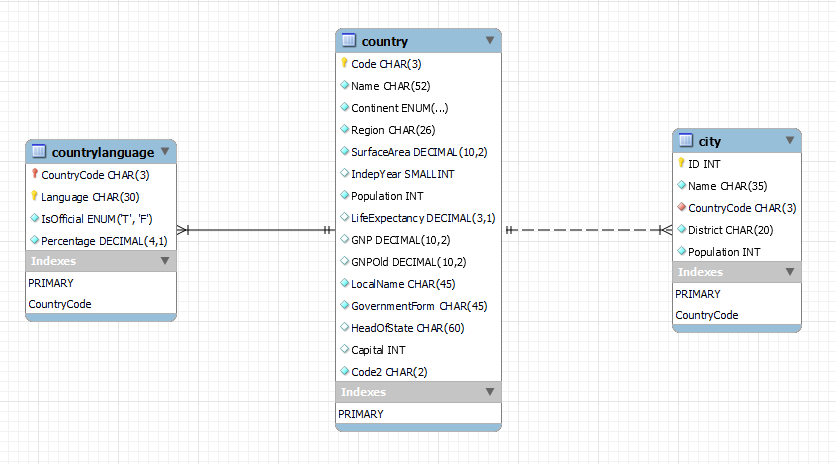 countrylanguage
CountryCode CHAR(3)
Language CHAR(30)
IsOfficial ENUM('T', 'F')
Percentage DECIMAL(4,1)
Indexes
PRIMARY
CountryCode
country
Code CHAR(3)
Name CHAR(52)
Continent ENUM(...)
Region CHAR(26)
SurfaceArea DECIMAL(10,2)
IndepYear SMALLINT
Population INT
LifeExpectancy DECIMAL(3,1)
GNP DECIMAL(10,2)
GNPOld DECIMAL(10,2)
LocalName CHAR(45)
GovernmentForm CHAR(45)
HeadOfState CHAR(60)
Capital INT
Code2 CHAR(2)
Indexes
PRIMARY
city
ID INT
Name CHAR(35)
CountryCode CHAR(3)
District CHAR(20)
Population INT
Indexes
PRIMARY
CountryCode